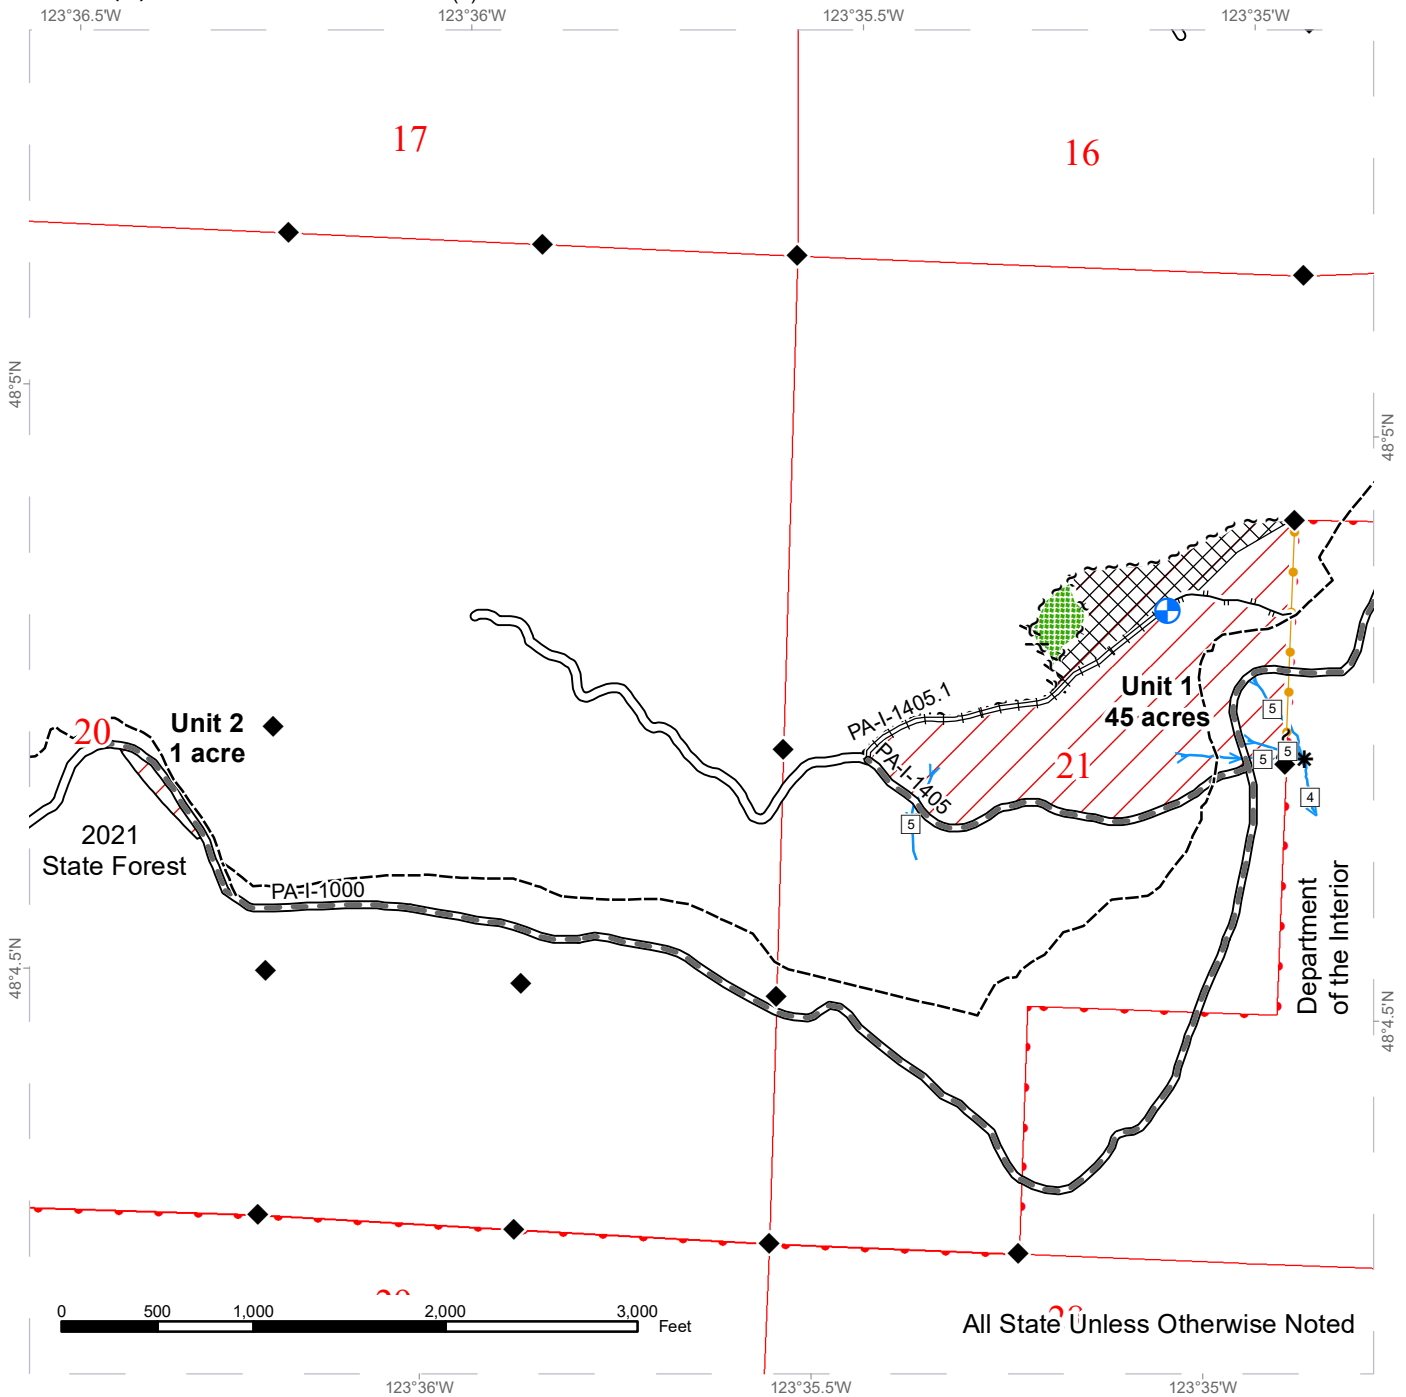 123°36.5'W
123°36'W
123°35.5'W
123°35'W
17
16
48°5'N
48°5'N
PA-I-1405.1
Unit 1
45 acres
20
Unit 2
1 acre
PA-I-1405
21
5
5
5
5
4
2021
State Forest
PA-I-1000
Department
of the Interior
48°4.5'N
48°4.5'N
0 500 1,000 2,000 3,000
Feet
All State Unless Otherwise Noted
123°36'W
123°35.5'W
123°35'W